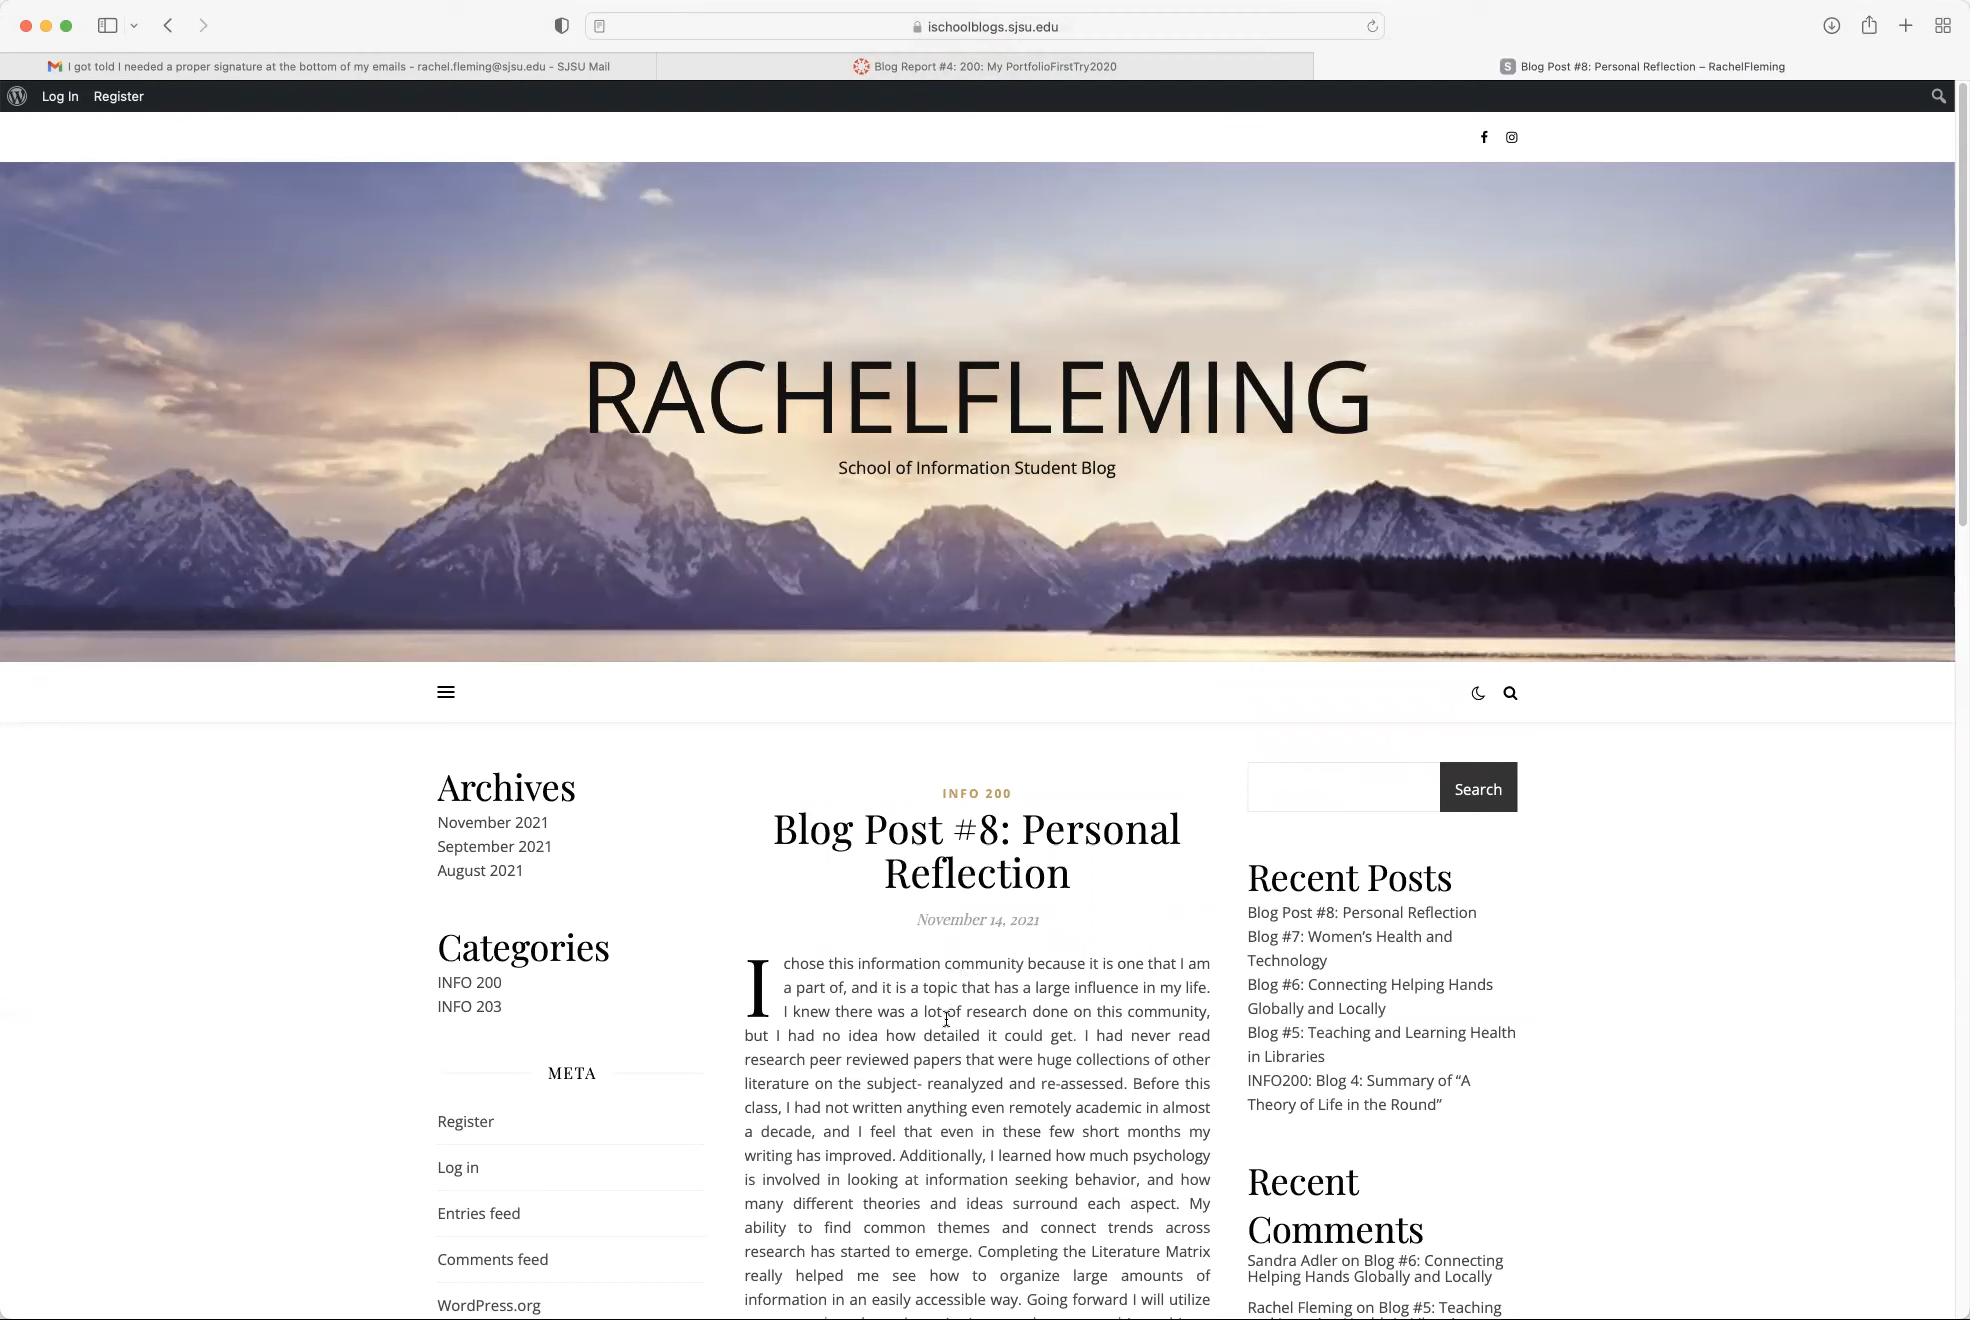 ischoolblogs.sjsu.edu
I got told I needed a proper signature at the bottom of my emails - rachel.fleming@sjsu.edu - SJSU Mail
Blog Report #4: 200: My PortfolioFirstTry2020
S Blog Post #8: Personal Reflection – RachelFleming
Log In Register
RACHELFLEMING
School of Information Student Blog
Archives
November 2021
September 2021
August 2021
Categories
INFO 200
INFO 203
META
Register
Log in
Entries feed
Comments feed
WordPress.org
INFO 200
Blog Post #8: Personal
Reflection
November 14, 2021
I chose this information community because it is one that I am
a part of, and it is a topic that has a large influence in my life.
I knew there was a lot of research done on this community,
but I had no idea how detailed it could get. I had never read
research peer reviewed papers that were huge collections of other
literature on the subject- reanalyzed and re-assessed. Before this
class, I had not written anything even remotely academic in almost
a decade, and I feel that even in these few short months my
writing has improved. Additionally, I learned how much psychology
is involved in looking at information seeking behavior, and how
many different theories and ideas surround each aspect. My
ability to find common themes and connect trends across
research has started to emerge. Completing the Literature Matrix
really helped me see how to organize large amounts of
information in an easily accessible way. Going forward I will utilize
Search
Recent Posts
Blog Post #8: Personal Reflection
Blog #7: Women’s Health and
Technology
Blog #6: Connecting Helping Hands
Globally and Locally
Blog #5: Teaching and Learning Health
in Libraries
INFO200: Blog 4: Summary of “A
Theory of Life in the Round”
Recent
Comments
Sandra Adler on Blog #6: Connecting
Helping Hands Globally and Locally
Rachel Fleming on Blog #5: Teaching